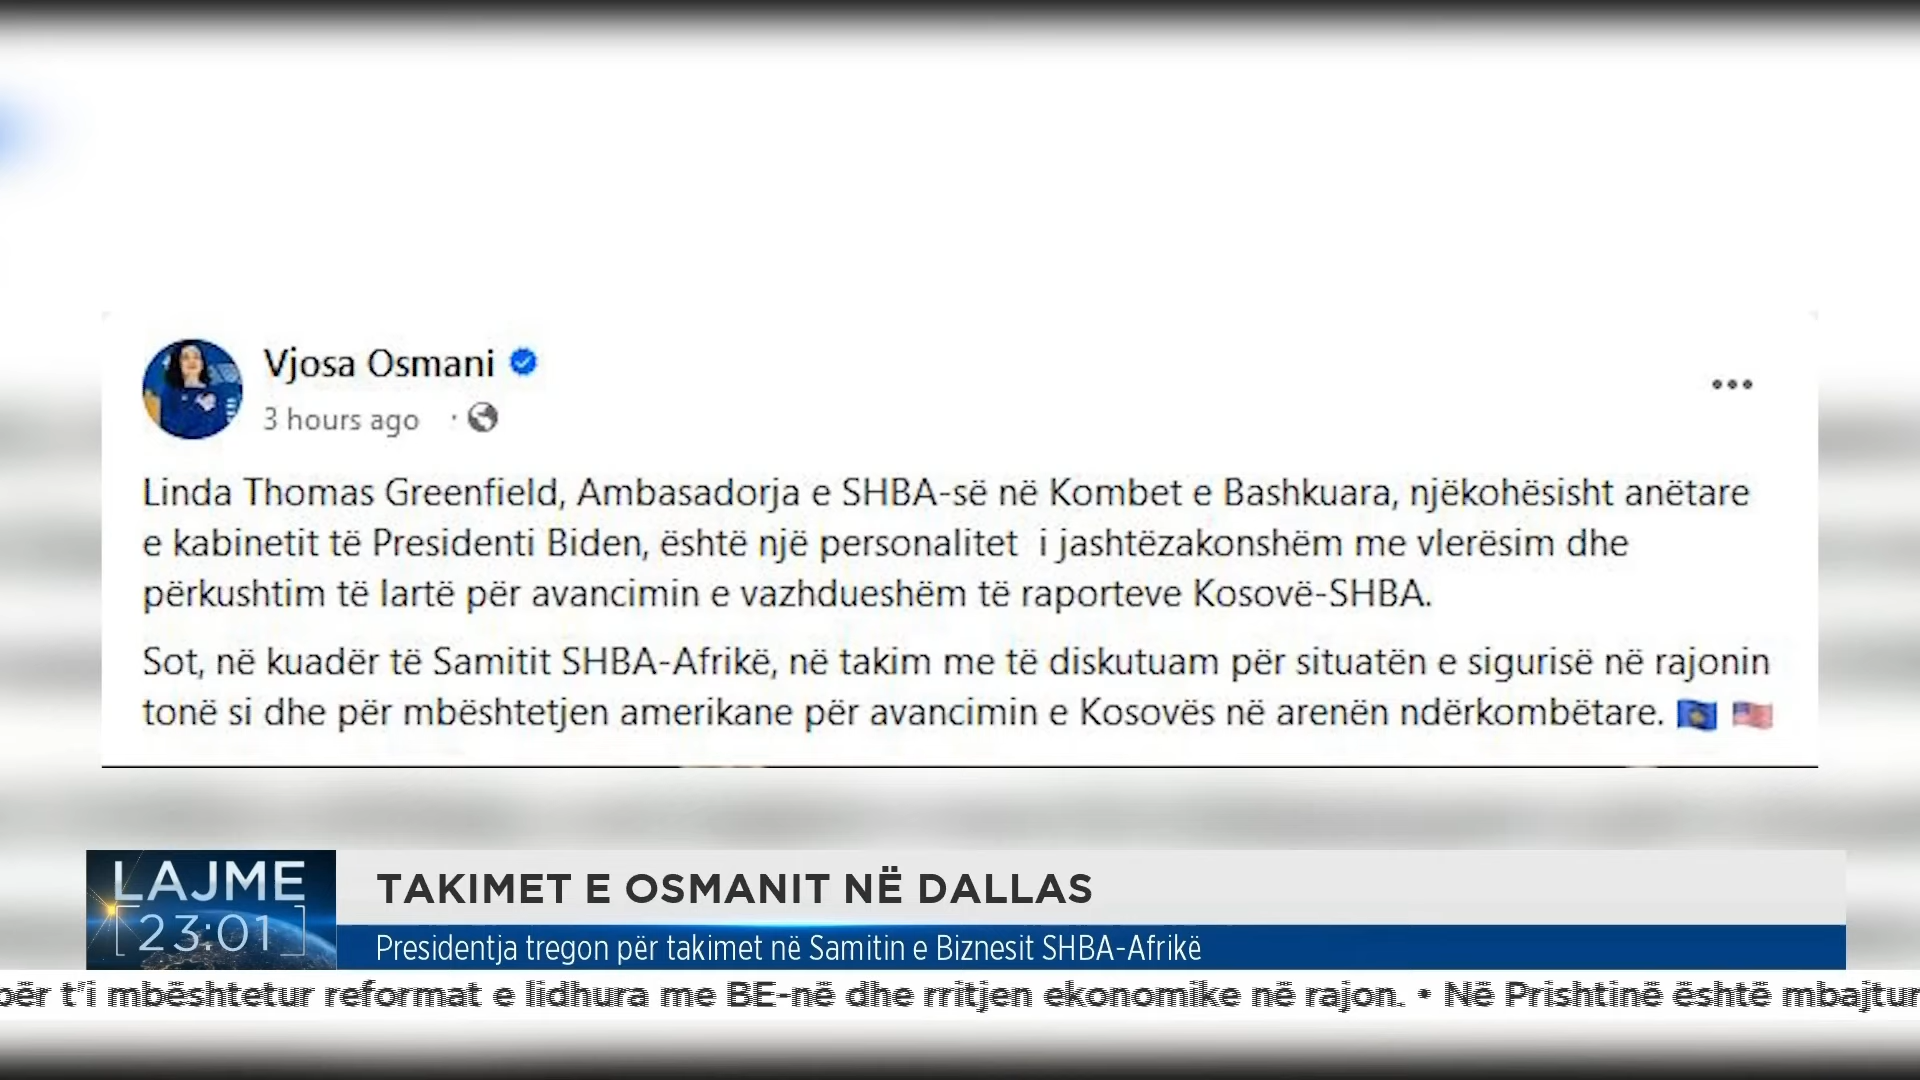 Vjosa Osmani
3 hours ago ·
Linda Thomas Greenfield, Ambasadorja e SHBA-së në Kombet e Bashkuara, njëkohësisht anëtare
e kabinetit të Presidenti Biden, është një personalitet i jashtëzakonshëm me vlerësim dhe
përkushtim të lartë për avancimin e vazhdueshëm të raporteve Kosovë-SHBA.
Sot, në kuadër të Samitit SHBA-Afrikë, në takim me të diskutuam për situatën e sigurisë në rajonin
tonë si dhe për mbështetjen amerikane për avancimin e Kosovës në arenën ndërkombëtare. 🇽🇰 🇺🇸
LAJME
23:01
TAKIMET E OSMANIT NË DALLAS
Presidentja tregon për takimet në Samitin e Biznesit SHBA-Afrikë
për t'i mbështetur reformat e lidhura me BE-në dhe rritjen ekonomike në rajon. • Në Prishtinë është mbajtur